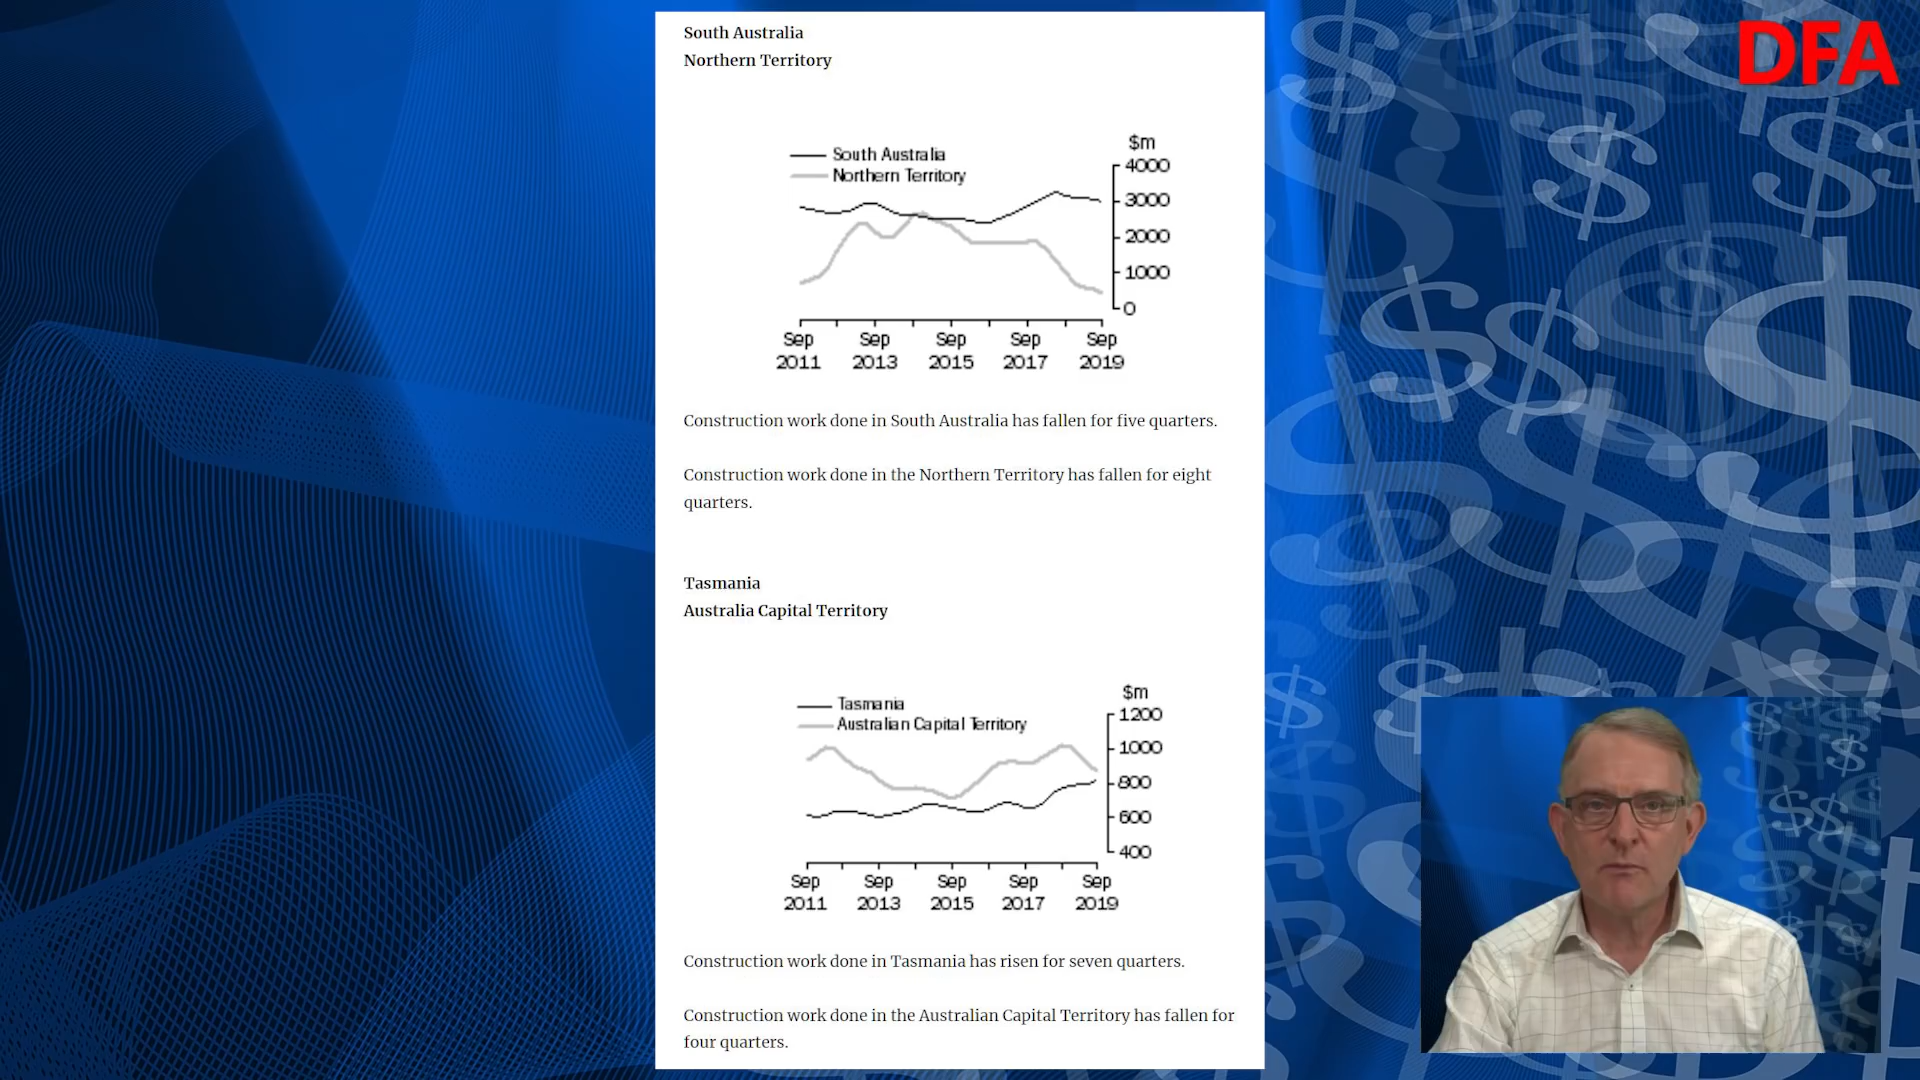 DFA
South Australia
Northern Territory
$m
South Australia
Northern Territory
4000
3000
2000
1000
0
Sep Sep Sep Sep Sep
2011 2013 2015 2017 2019
Construction work done in South Australia has fallen for five quarters.
Construction work done in the Northern Territory has fallen for eight
quarters.
Tasmania
Australia Capital Territory
$m
Tasmania
Australian Capital Territory
1200
1000
800
600
400
Sep Sep Sep Sep Sep
2011 2013 2015 2017 2019
Construction work done in Tasmania has risen for seven quarters.
Construction work done in the Australian Capital Territory has fallen for
four quarters.